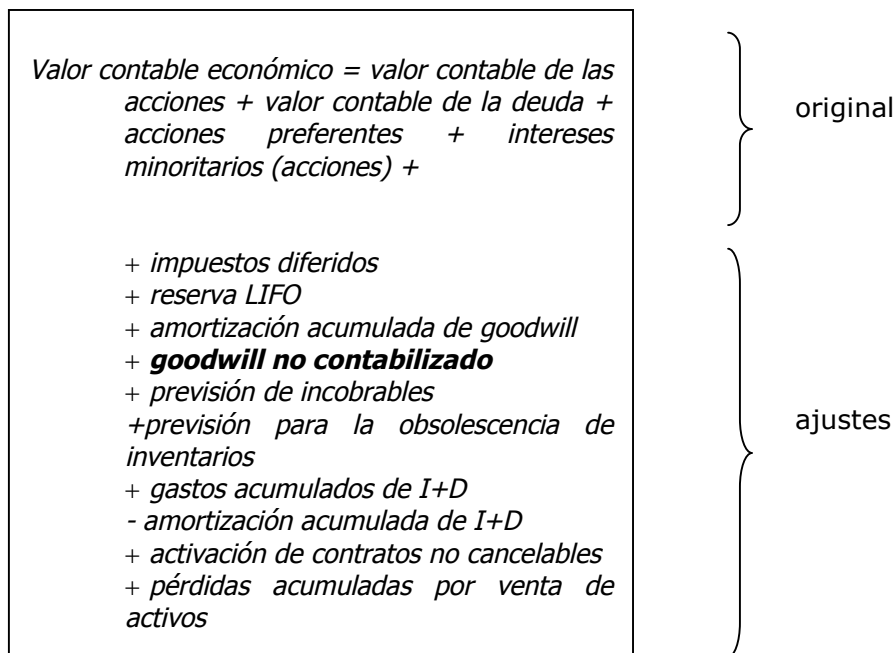 Valor contable económico = valor contable de las
acciones + valor contable de la deuda +
acciones preferentes + intereses
minoritarios (acciones) +
original
+ impuestos diferidos
+ reserva LIFO
+ amortización acumulada de goodwill
+ goodwill no contabilizado
+ previsión de incobrables
+previsión para la obsolescencia de
inventarios
ajustes
+ gastos acumulados de I+D
- amortización acumulada de I+D
+ activación de contratos no cancelables
+ pérdidas acumuladas por venta de
activos